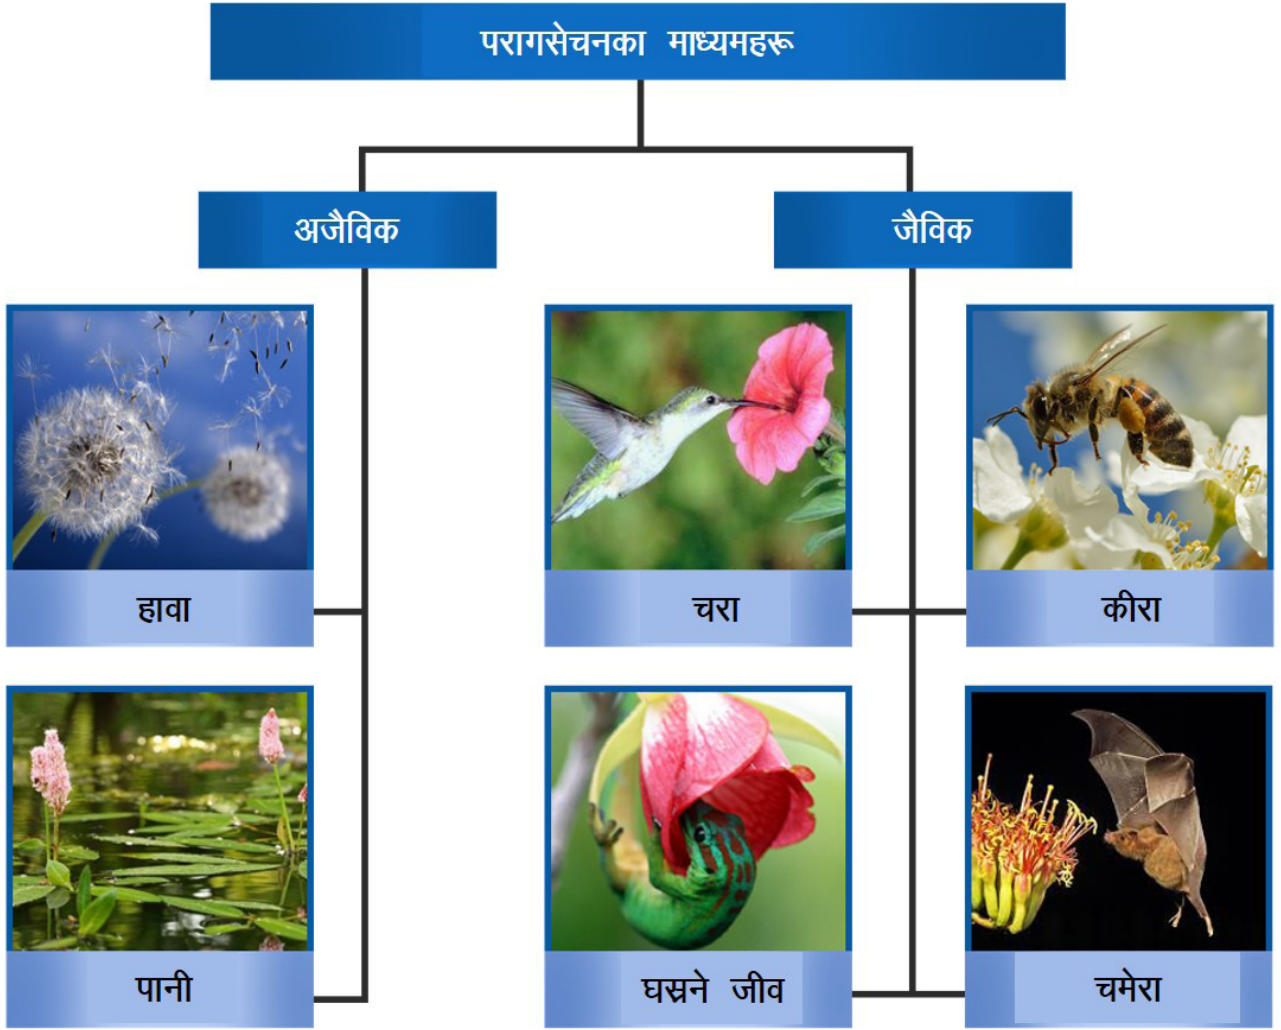 परागसेचनका माध्यमहरू
अजैविक
जैविक
हावा
चरा
कीरा
पानी
घस्रने जीव
चमेरा